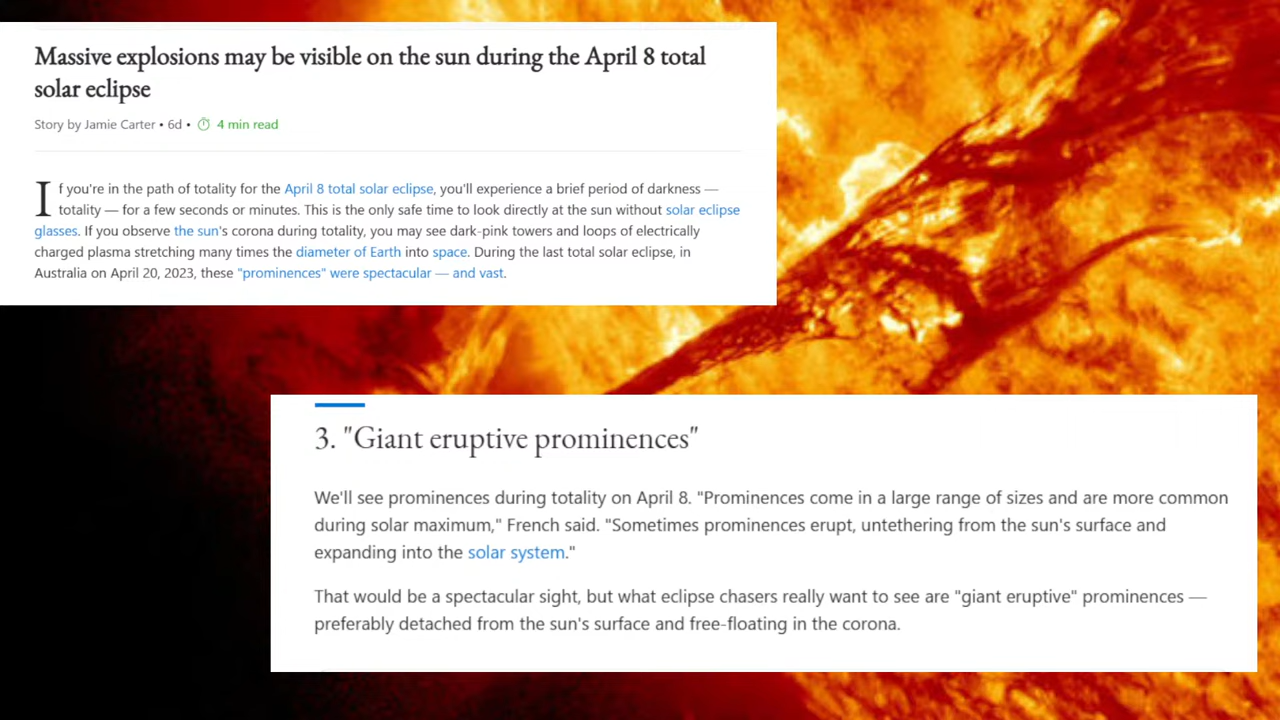 Massive explosions may be visible on the sun during the April 8 total
solar eclipse
Story by Jamie Carter • 6d • 4 min read
If you're in the path of totality for the April 8 total solar eclipse, you'll experience a brief period of darkness —
totality — for a few seconds or minutes. This is the only safe time to look directly at the sun without solar eclipse
glasses. If you observe the sun's corona during totality, you may see dark-pink towers and loops of electrically
charged plasma stretching many times the diameter of Earth into space. During the last total solar eclipse, in
Australia on April 20, 2023, these "prominences" were spectacular — and vast.
3. "Giant eruptive prominences"
We'll see prominences during totality on April 8. "Prominences come in a large range of sizes and are more common
during solar maximum," French said. "Sometimes prominences erupt, untethering from the sun's surface and
expanding into the solar system."
That would be a spectacular sight, but what eclipse chasers really want to see are "giant eruptive" prominences —
preferably detached from the sun's surface and free-floating in the corona.